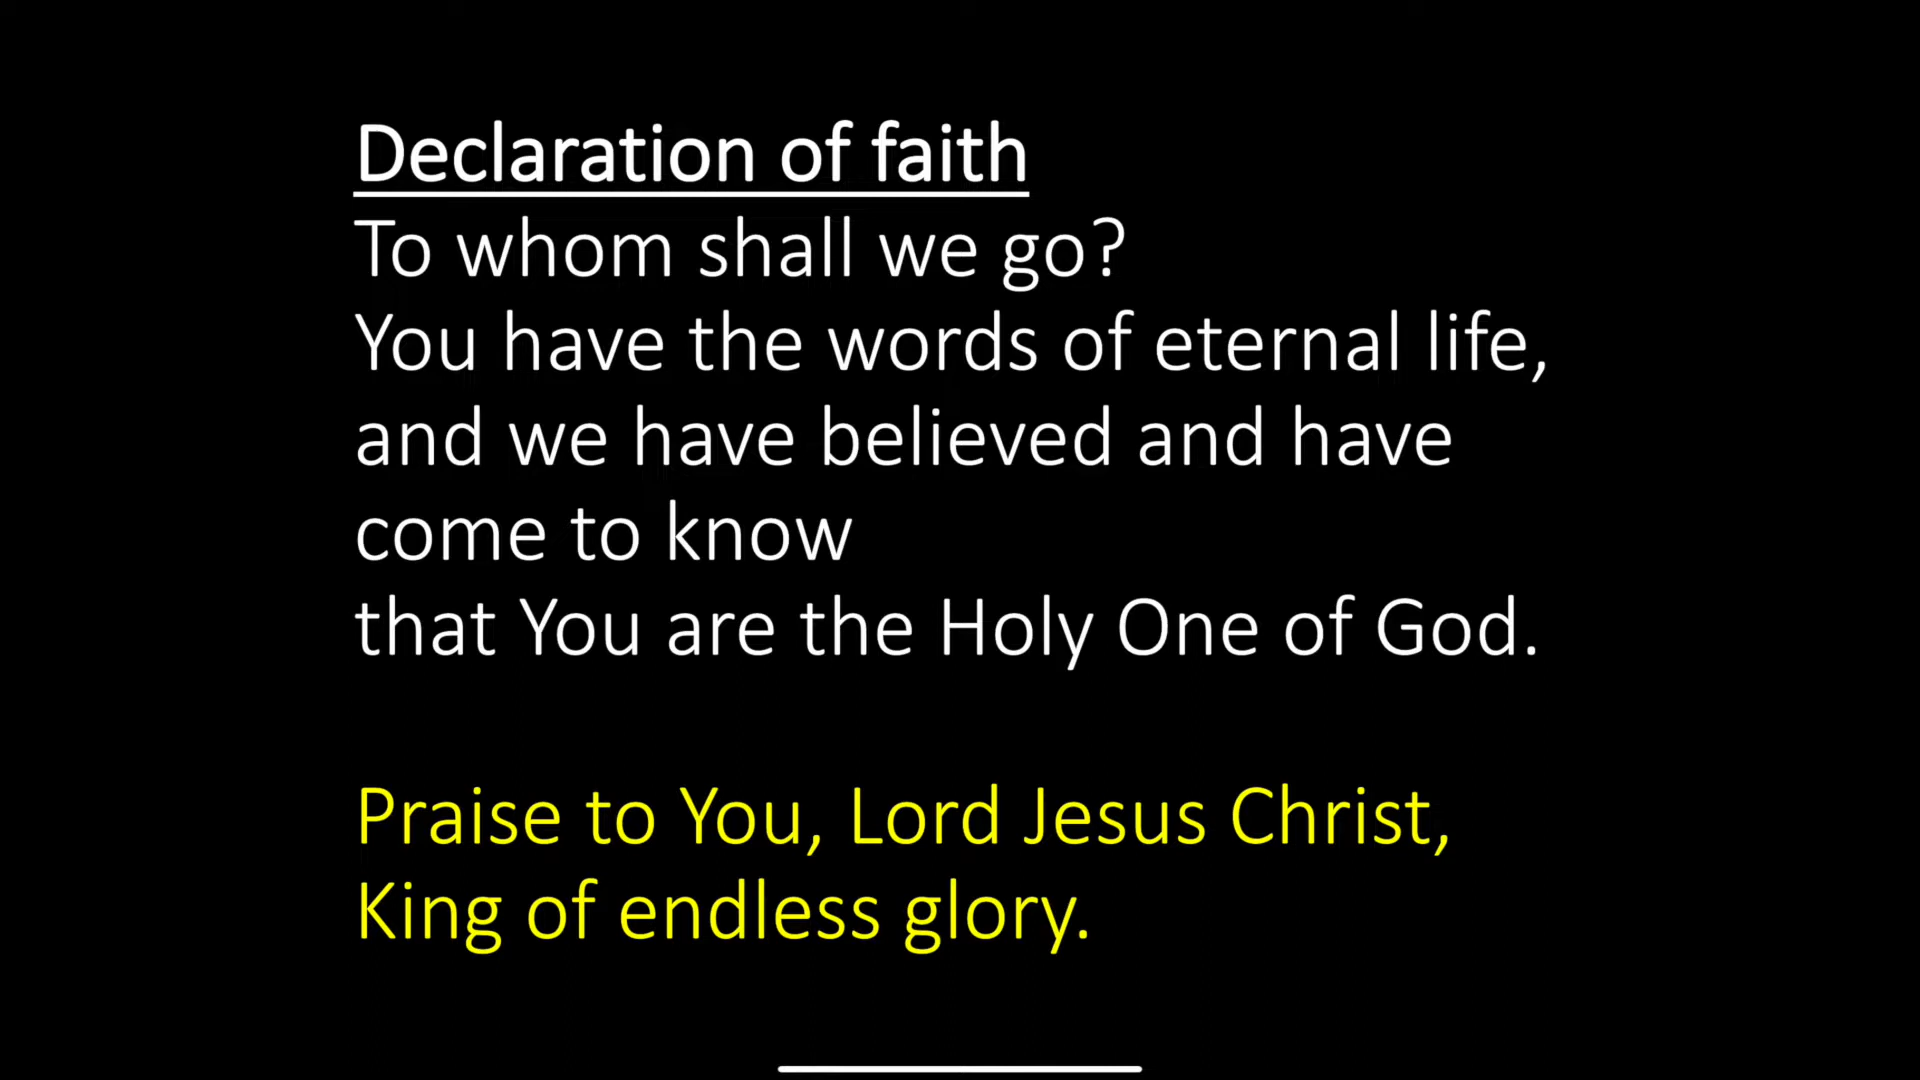 Declaration of faith
To whom shall we go?
You have the words of eternal life,
and we have believed and have
come to know
that You are the Holy One of God.
Praise to You, Lord Jesus Christ,
King of endless glory.